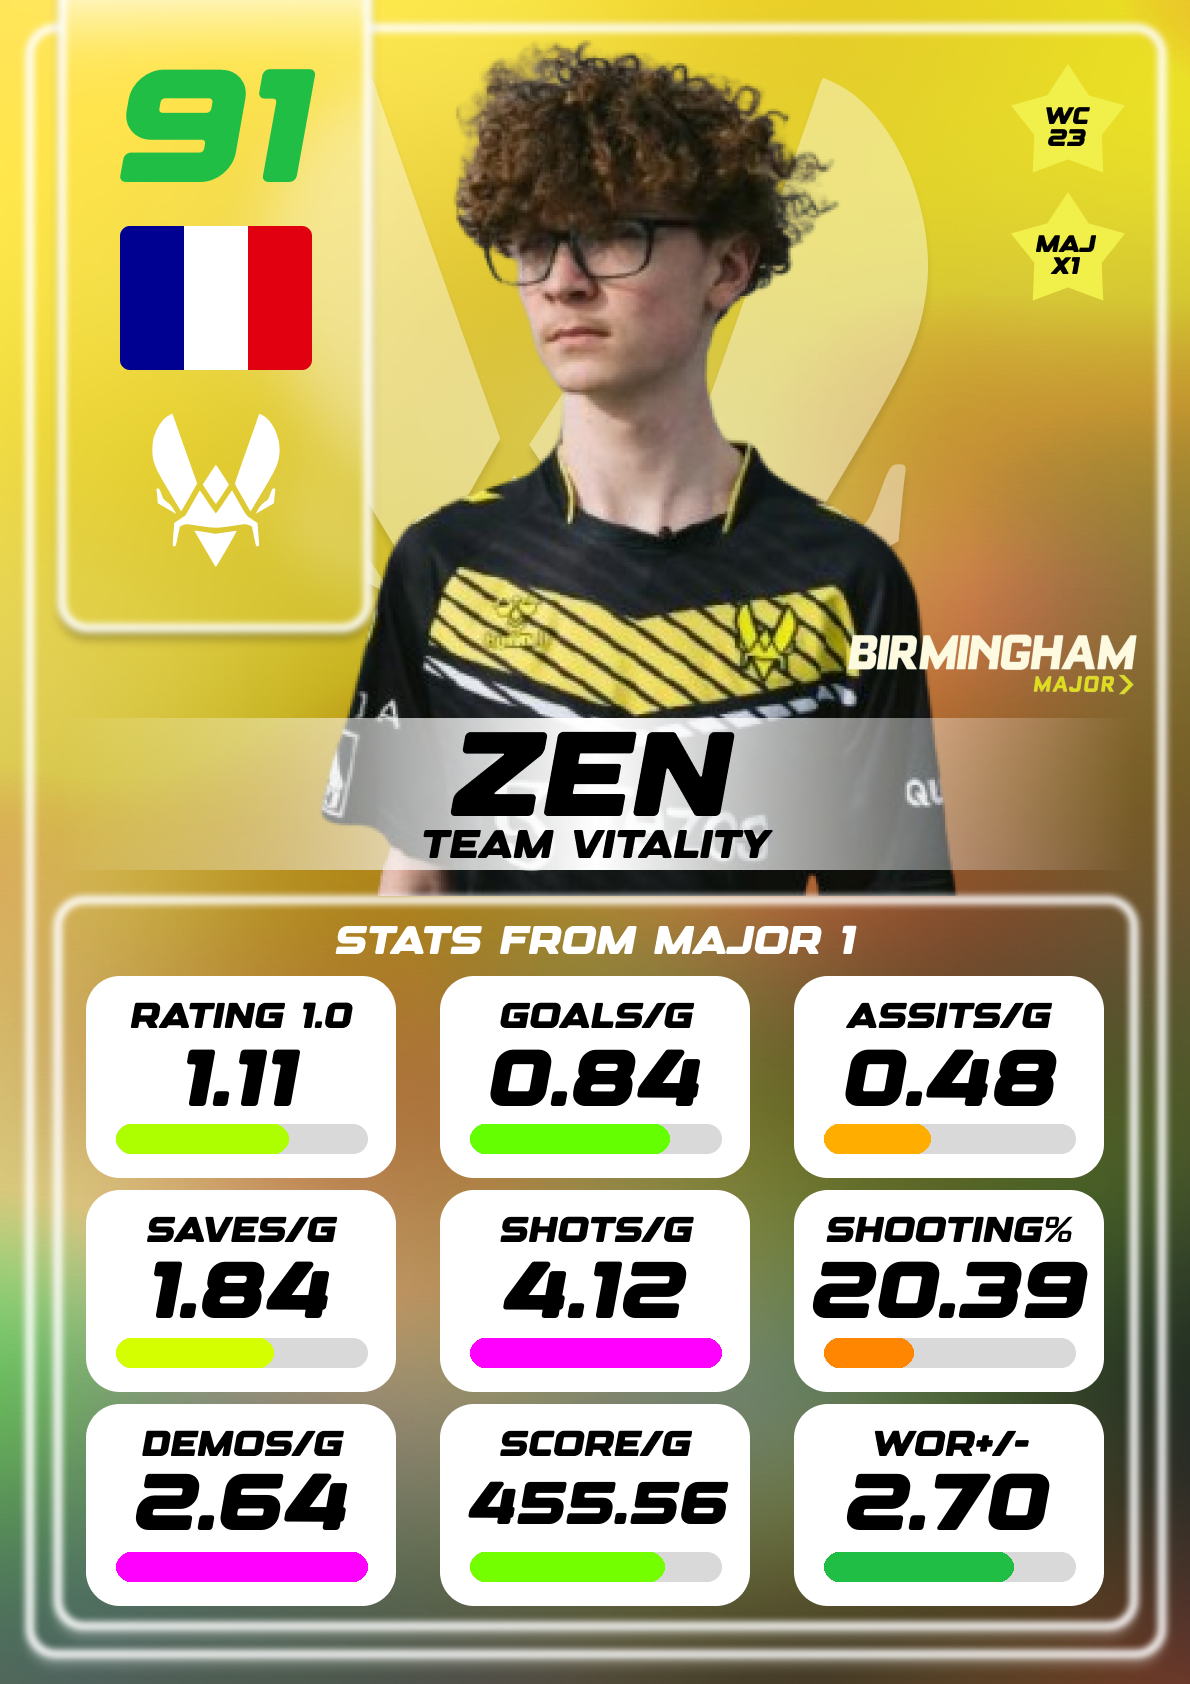 91
WC
23
MAJ
X1
BIRMINGHAM
MAJOR
ZEN
TEAM VITALITY
STATS FROM MAJOR 1
RATING 1.0
1.11
GOALS/G
0.84
ASSITS/G
0.48
SAVES/G
1.84
SHOTS/G
4.12
SHOOTING%
20.39
DEMOS/G
2.64
SCORE/G
455.56
WOR+/-
2.70